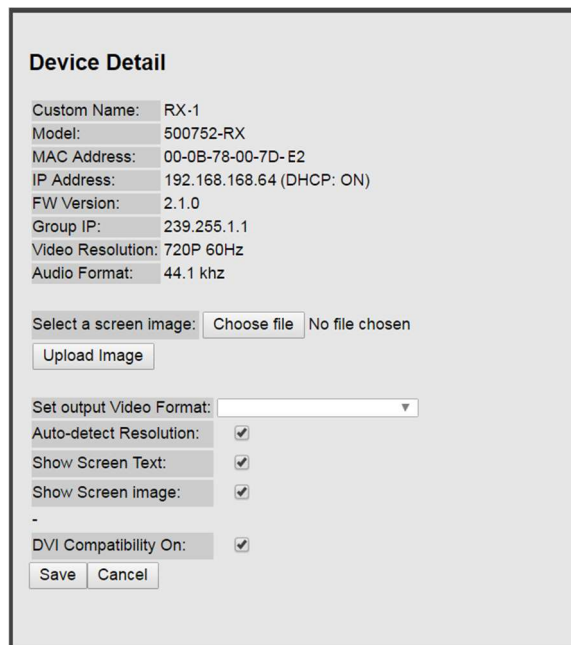 Device Detail
Custom Name: RX-1
Model: 500752-RX
MAC Address: 00-0B-78-00-7D-E2
IP Address: 192.168.168.64 (DHCP: ON)
FW Version: 2.1.0
Group IP: 239.255.1.1
Video Resolution: 720P 60Hz
Audio Format: 44.1 khz
Select a screen image: Choose file No file chosen
Upload Image
Set output Video Format:
Auto-detect Resolution:
Show Screen Text:
Show Screen image:
-
DVI Compatibility On:
Save Cancel